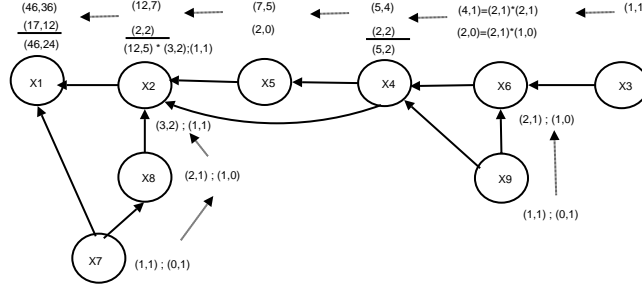 (46,36)
(17,12)
(46,24)
(12,7)
(2,2)
(12,5) * (3,2);(1,1)
(7,5)
(2,0)
(5,4)
(2,2)
(5,2)
(4,1)=(2,1)*(2,1)
(2,0)=(2,1)*(1,0)
(1,1
X1
X2
X5
X4
X6
X3
(3,2) ; (1,1)
(2,1) ; (1,0)
X8
(2,1) ; (1,0)
X9
(1,1) ; (0,1)
X7
(1,1) ; (0,1)